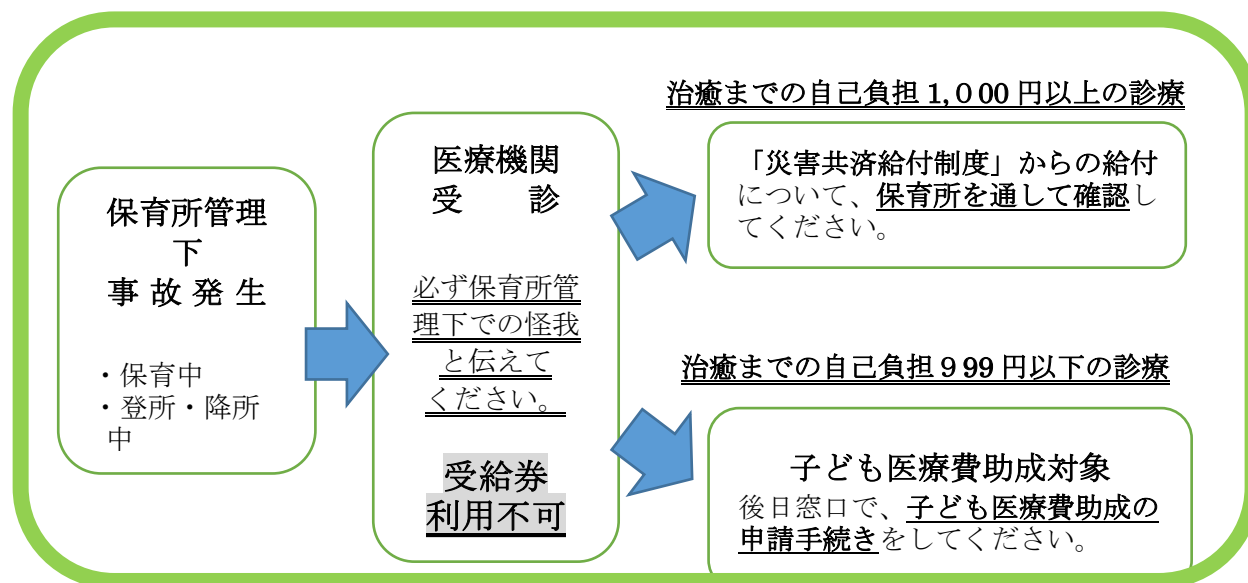 保育所管理
下
事 故 発 生
・保育中
・登所・降所
中
医療機関
受　　診
必ず保育所管
理下での怪我
と伝えて
ください。
受給券
利用不可
治癒までの自己負担 1,０00 円以上の診療
「災害共済給付制度」からの給付
について、保育所を通して確認し
てください。
治癒までの自己負担９99 円以下の診療
子ども医療費助成対象
後日窓口で、子ども医療費助成の
申請手続きをしてください。